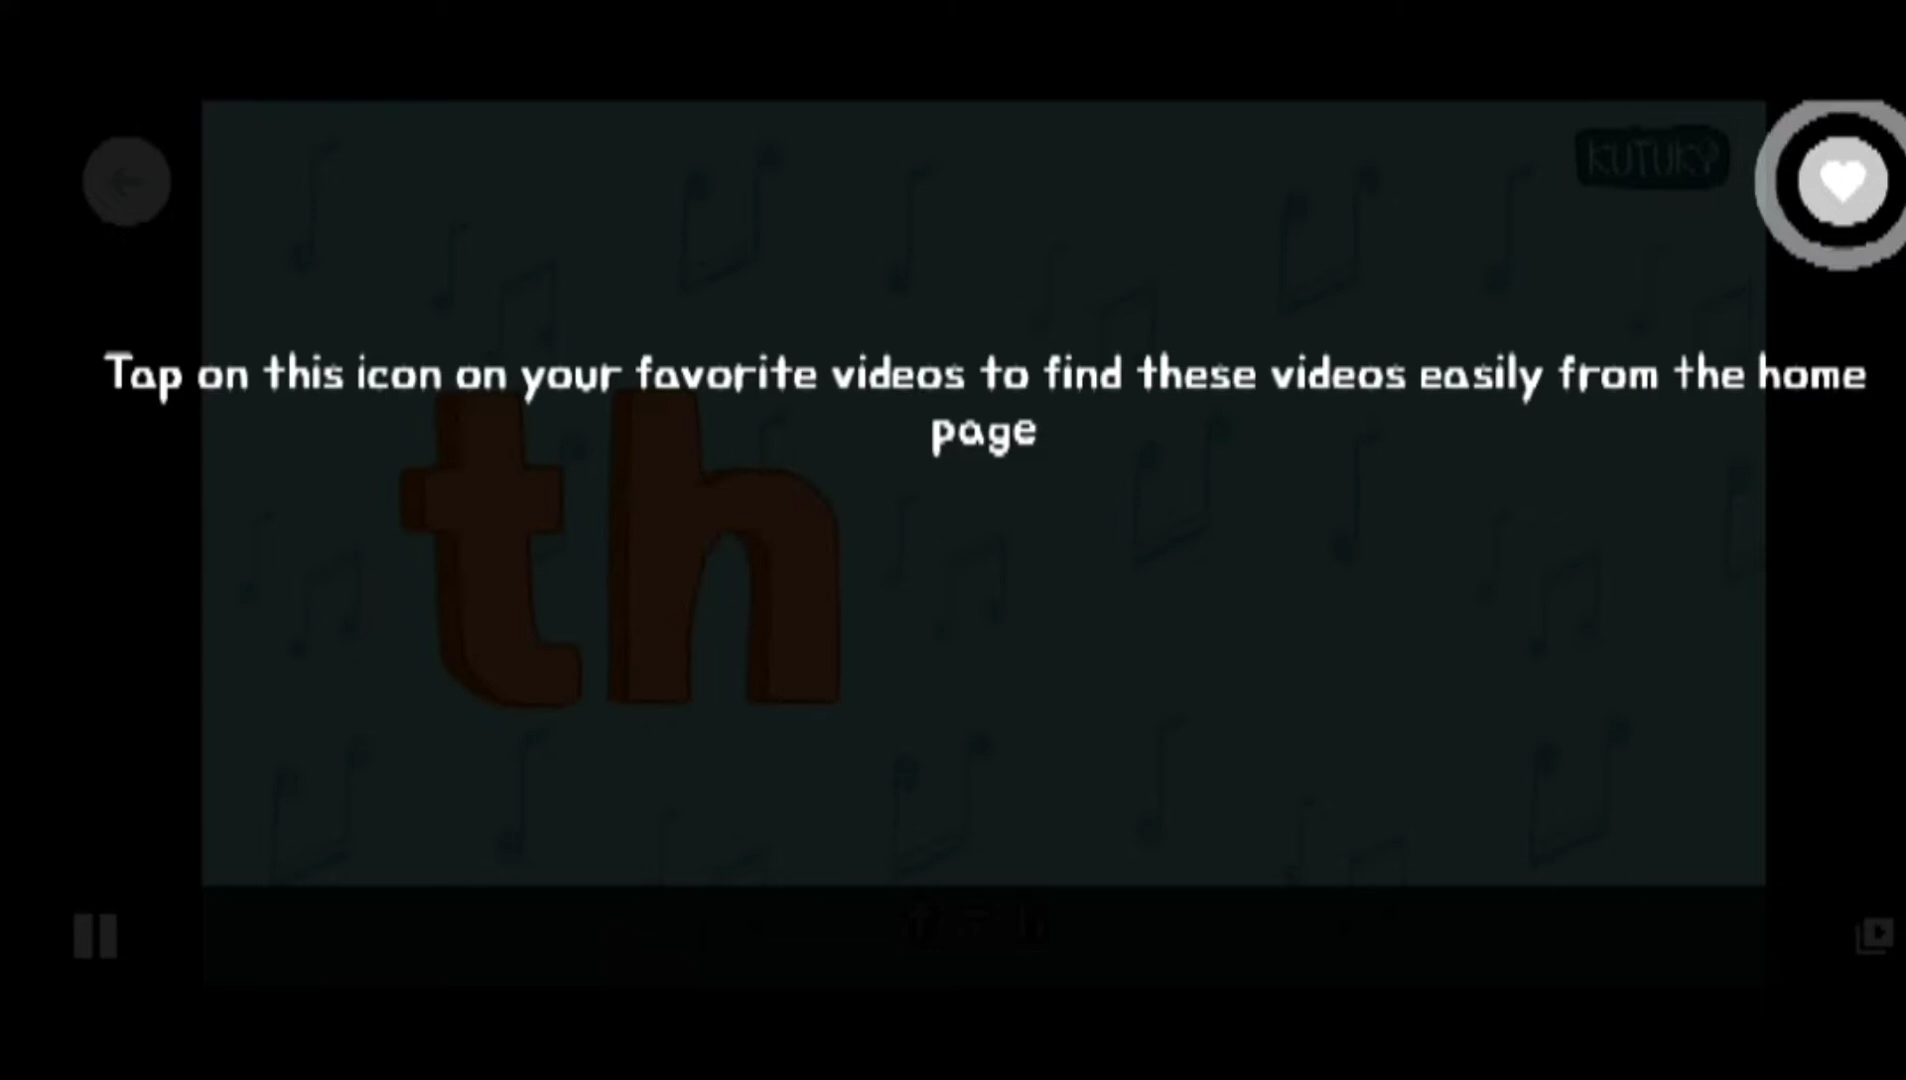 KUTUKY
Tap on this icon on your favorite videos to find these videos easily from the home
page
th